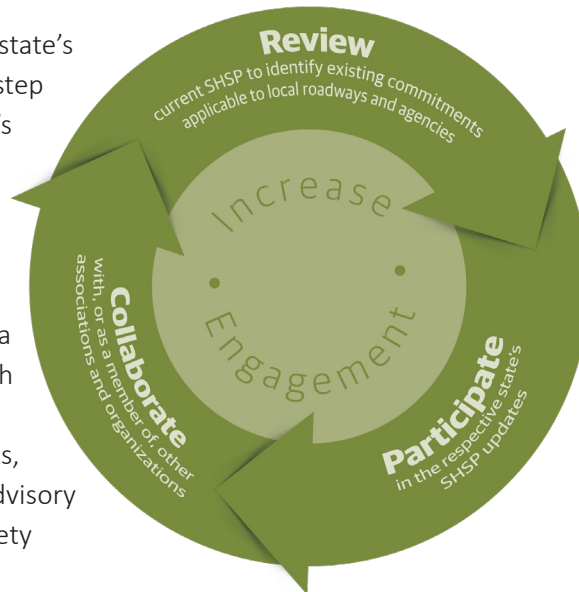 state’s
step
’s
a
h
s,
dvisory
ety
Review
current SHSP to identify existing commitments
applicable to local roadways and agencies
Participate
in the respective state’s
SHSP updates
Collaborate
with, or as a member of, other
associations and organizations
Increase
Engagement